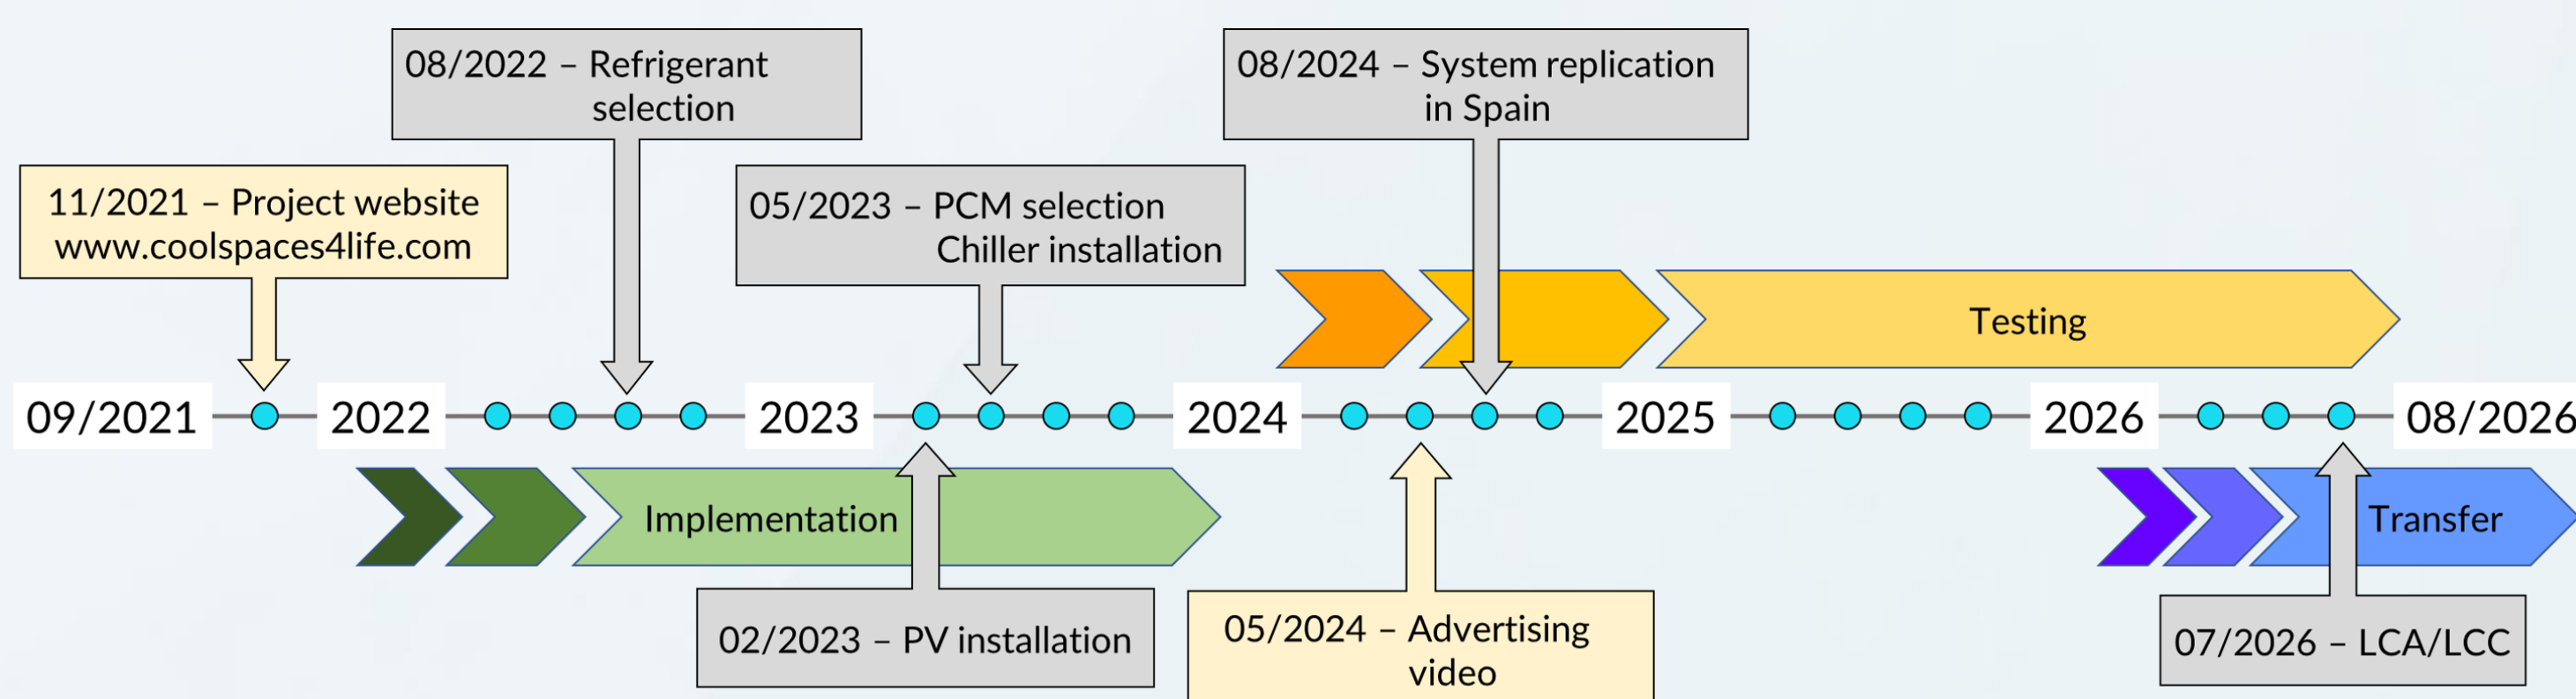 08/2022 – Refrigerant
selection
08/2024 – System replication
in Spain
11/2021 – Project website
www.coolspaces4life.com
05/2023 – PCM selection
Chiller installation
Testing
09/2021 2022 2023 2024 2025 2026 08/2026
Implementation
Transfer
02/2023 – PV installation
05/2024 – Advertising
video
07/2026 – LCA/LCC